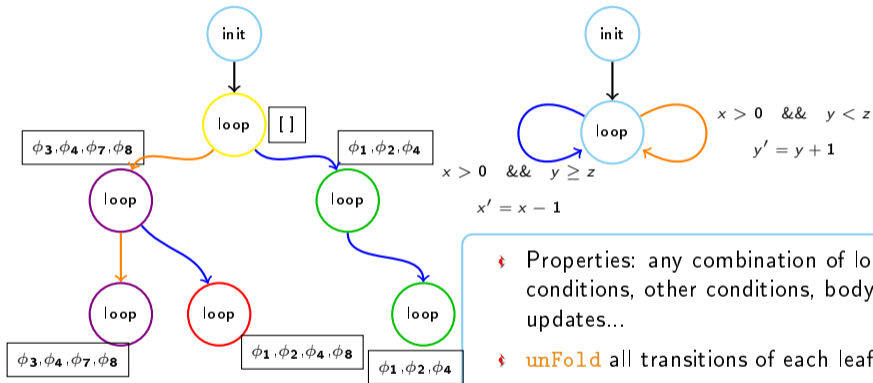 init
loop
[ ]
ϕ3,ϕ4,ϕ7,ϕ8
ϕ1,ϕ2,ϕ4
loop
loop
loop
loop
loop
ϕ3,ϕ4,ϕ7,ϕ8
ϕ1,ϕ2,ϕ4,ϕ8
ϕ1,ϕ2,ϕ4
init
loop
x > 0 && y < z
y′ = y + 1
x > 0 && y ≥ z
x′ = x − 1
Properties: any combination of lo
conditions, other conditions, body
updates...
unFold all transitions of each leaf